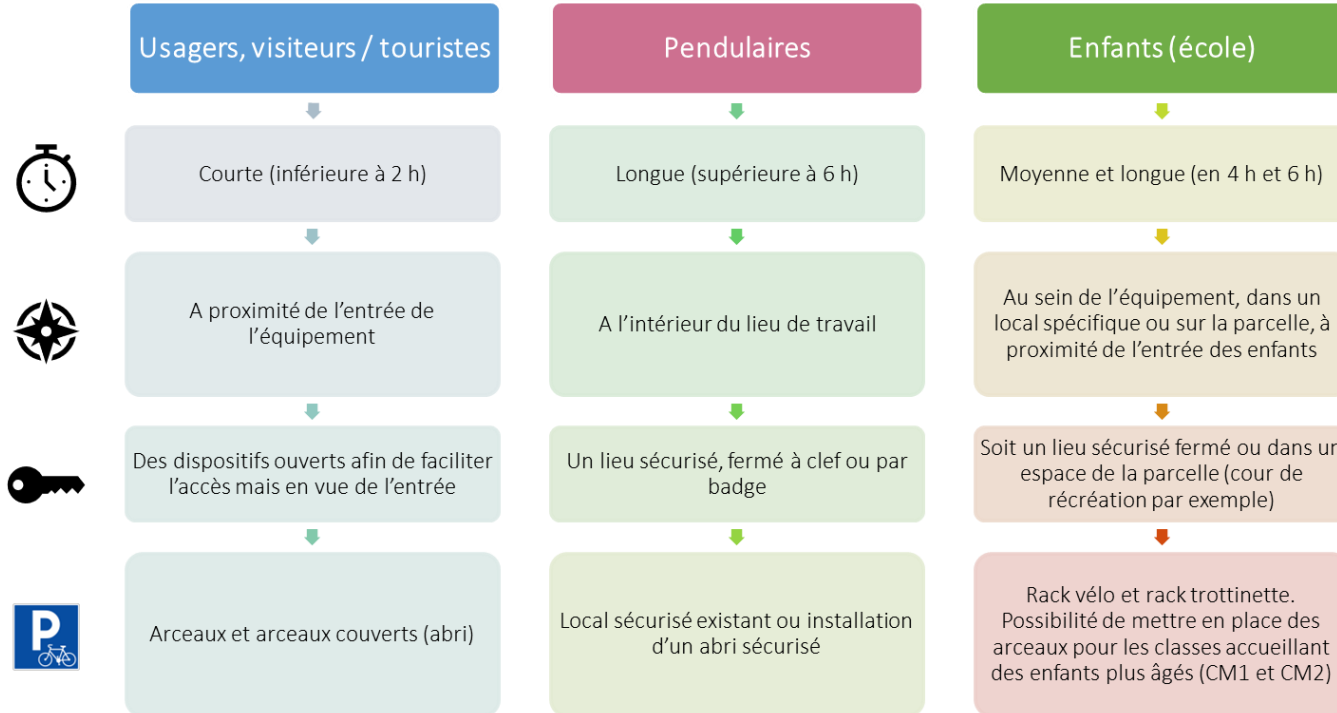 Usagers, visiteurs / touristes
Pendulaires
Enfants (école)
Courte (inférieure à 2 h)
Longue (supérieure à 6 h)
Moyenne et longue (en 4 h et 6 h)
A proximité de l'entrée de
l'équipement
A l'intérieur du lieu de travail
Au sein de l'équipement, dans un
local spécifique ou sur la parcelle, à
proximité de l'entrée des enfants
Des dispositifs ouverts afin de faciliter
l'accès mais en vue de l'entrée
Un lieu sécurisé, fermé à clef ou par
badge
Soit un lieu sécurisé fermé ou dans un
espace de la parcelle (cour de
récréation par exemple)
P
Arceaux et arceaux couverts (abri)
Local sécurisé existant ou installation
d'un abri sécurisé
Rack vélo et rack trottinette.
Possibilité de mettre en place des
arceaux pour les classes accueillant
des enfants plus âgés (CM1 et CM2)